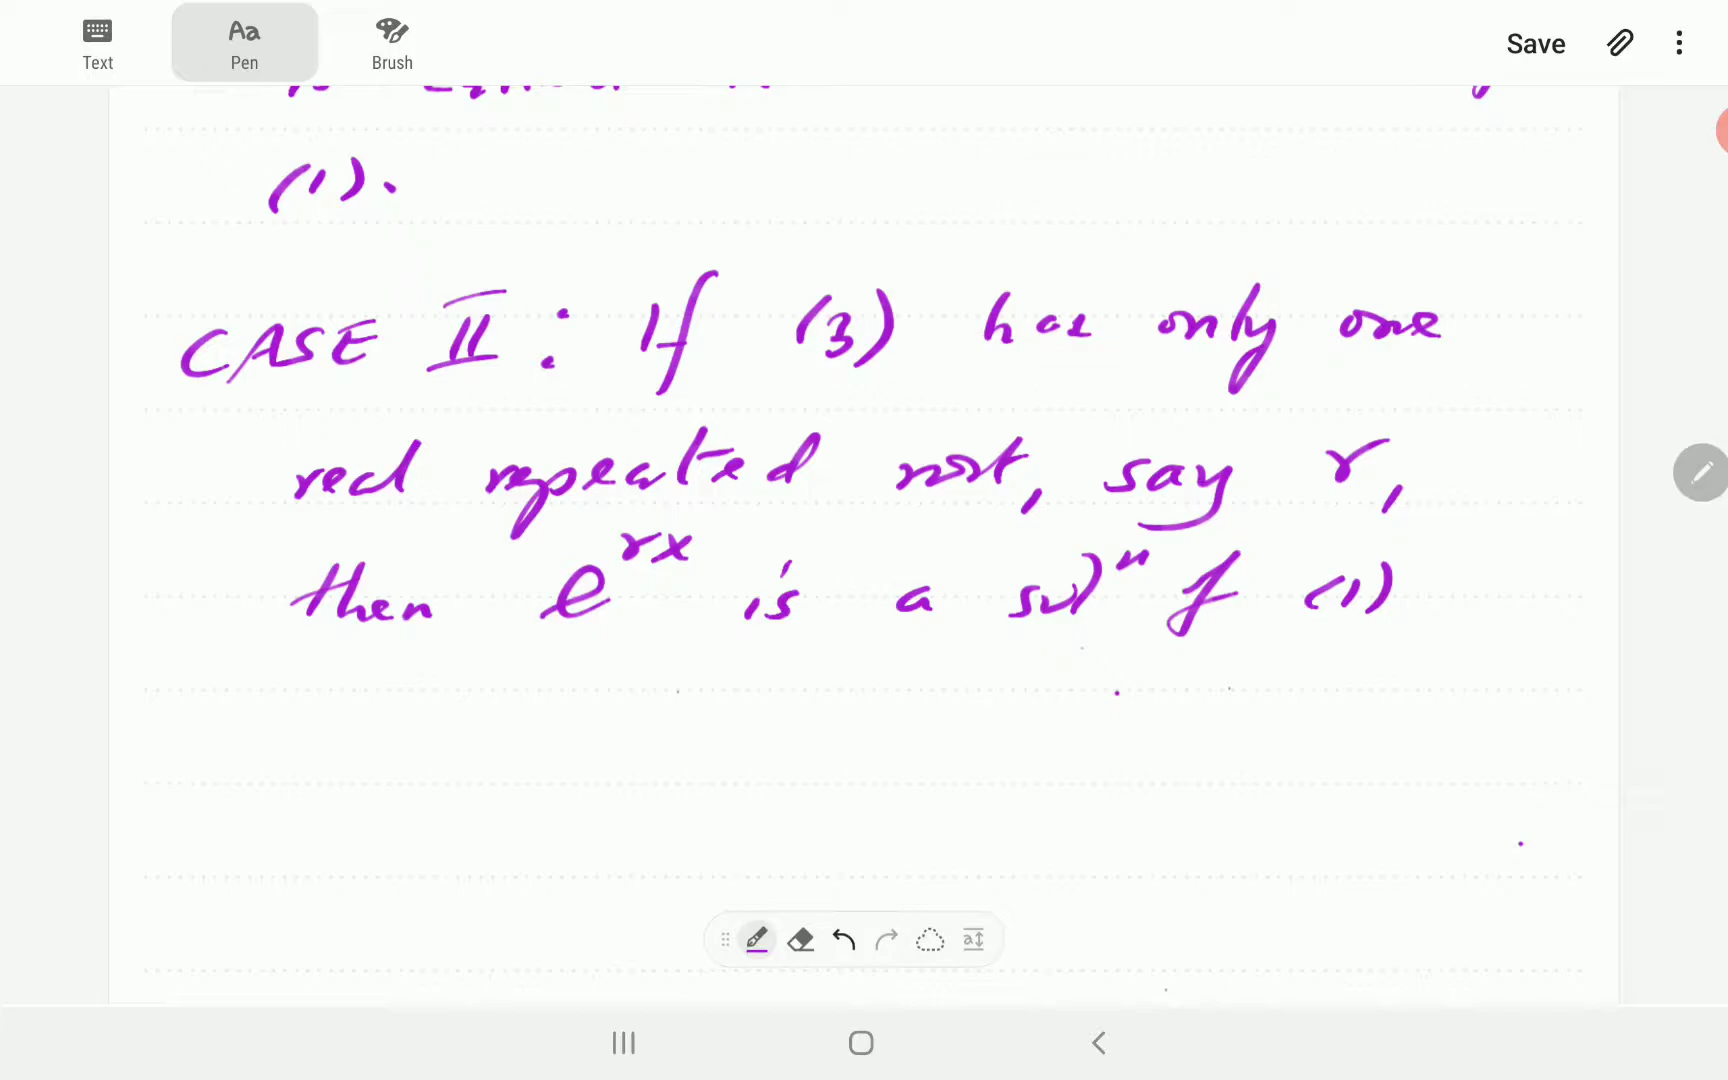 Text
Aa
Pen
Brush
Save
(1).
CASE II : If (3) has only one
real repeated root, say r,
then e^rx is a sol^n of (1)